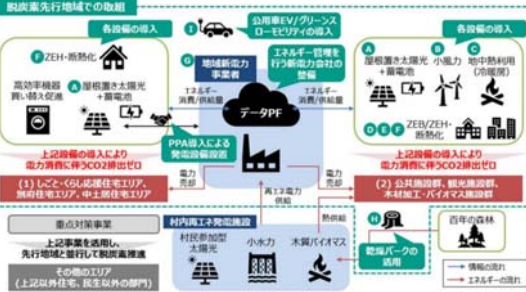 脱炭素先行地域での取組
各設備の導入
F ZEH・断熱化
高効率機器
買い替え促進
A 屋根置き太陽光
+蓄電池
上記設備の導入により
電力消費に伴うCO2排出ゼロ
(1) しごと・くらし応援住宅エリア、
別府住宅エリア、中土居住宅エリア
I
公用車EV/グリーンス
ローモビリティの導入
G 地域新電力
事業者
エネルギー管理を
行う新電力会社の
整備
エネルギー
消費/供給量
データPF
エネルギー
消費/供給量
PPA導入による
発電設備設置
電力
売却
電力
売却
再エネ電力
供給
熱供給
各設備の導入
A
屋根置き太陽光
+蓄電池
B
小風力
C
地中熱利用
(冷暖房)
D E F ZEB/ZEH・
断熱化
上記設備の導入により
電力消費に伴うCO2排出ゼロ
(2) 公共施設群、観光施設群、
木材加工・バイオマス施設群
重点対策事業
上記事業を活用し、
先行地域と並行して脱炭素推進
その他のエリア
(上記以外住宅、民生以外の部門)
村内再エネ発電施設
村民参加型
太陽光
小水力
木質バイオマス
H
乾燥バークの
活用
百年の森林
情報の流れ
エネルギーの流れ